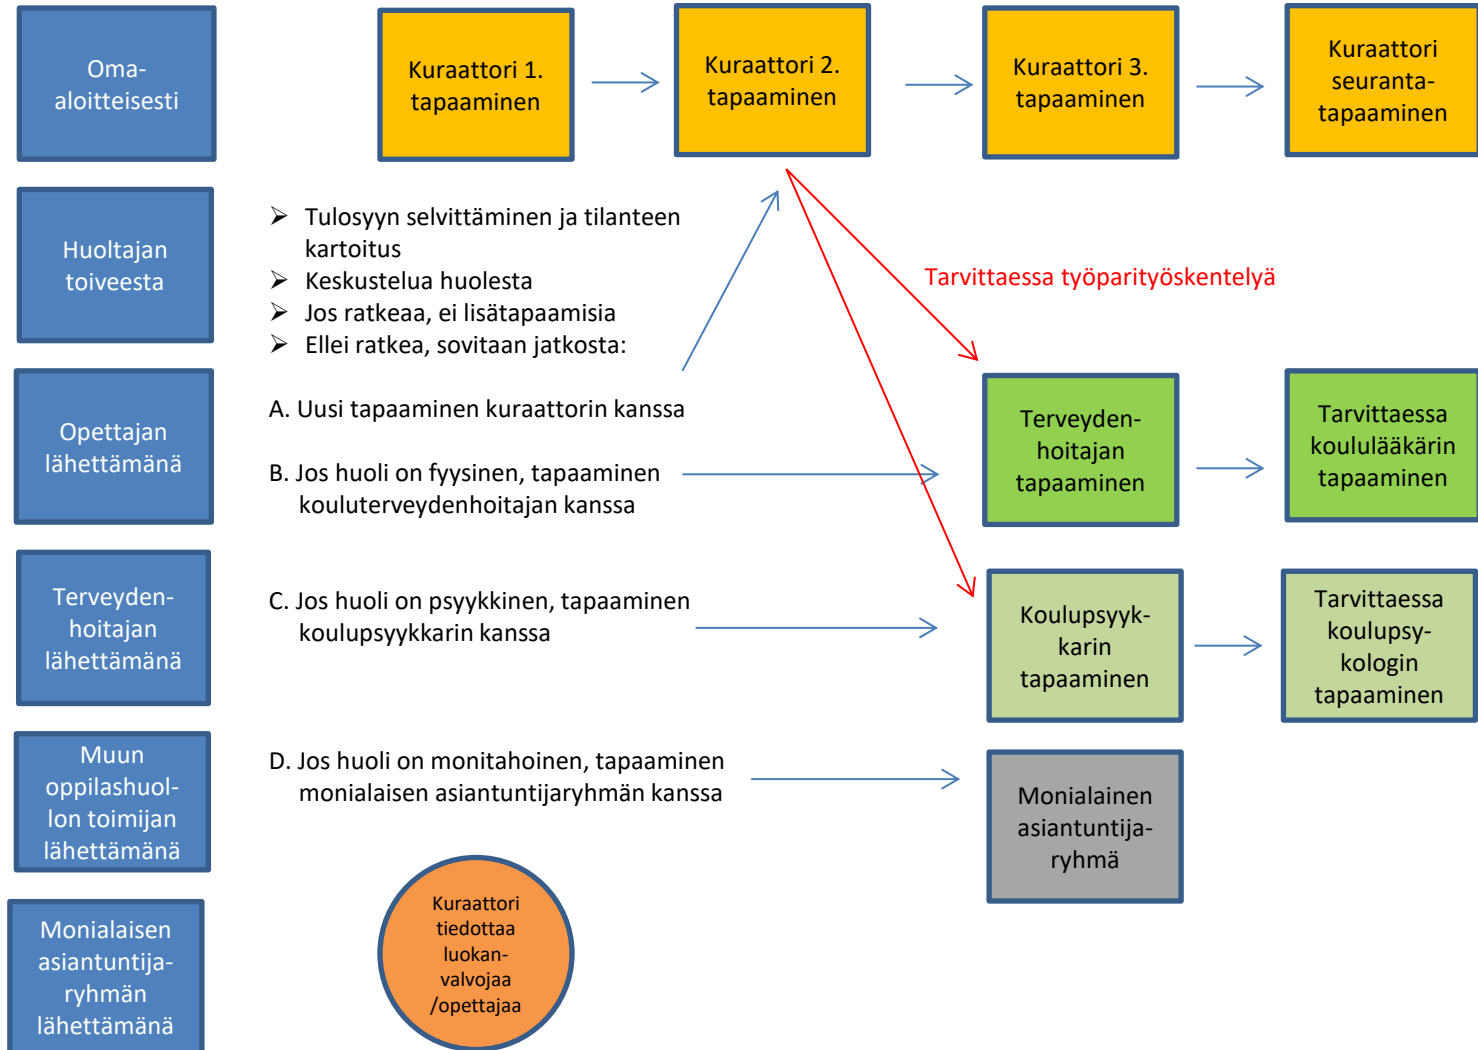 Oma-
aloitteisesti
Huoltajan
toiveesta
Opettajan
lähettämänä
Terveyden-
hoitajan
lähettämänä
Muun
oppilashuol-
lon toimijan
lähettämänä
Monialaisen
asiantuntija-
ryhmän
lähettämänä
Kuraattori 1.
tapaaminen
Kuraattori 2.
tapaaminen
Kuraattori 3.
tapaaminen
Kuraattori
seuranta-
tapaaminen
➢ Tulosyyn selvittäminen ja tilanteen
kartoitus
➢ Keskustelua huolesta
➢ Jos ratkeaa, ei lisätapaamisia
➢ Ellei ratkea, sovitaan jatkosta:
Tarvittaessa työparityöskentelyä
A. Uusi tapaaminen kuraattorin kanssa
B. Jos huoli on fyysinen, tapaaminen
kouluterveydenhoitajan kanssa
Terveyden-
hoitajan
tapaaminen
Tarvittaessa
koululääkärin
tapaaminen
C. Jos huoli on psyykkinen, tapaaminen
koulupsyykkarin kanssa
Koulupsyyk-
karin
tapaaminen
Tarvittaessa
koulupsy-
kologin
tapaaminen
D. Jos huoli on monitahoinen, tapaaminen
monialaisen asiantuntijaryhmän kanssa
Monialainen
asiantuntija-
ryhmä
Kuraattori
tiedottaa
luokan-
valvojaa
/opettajaa